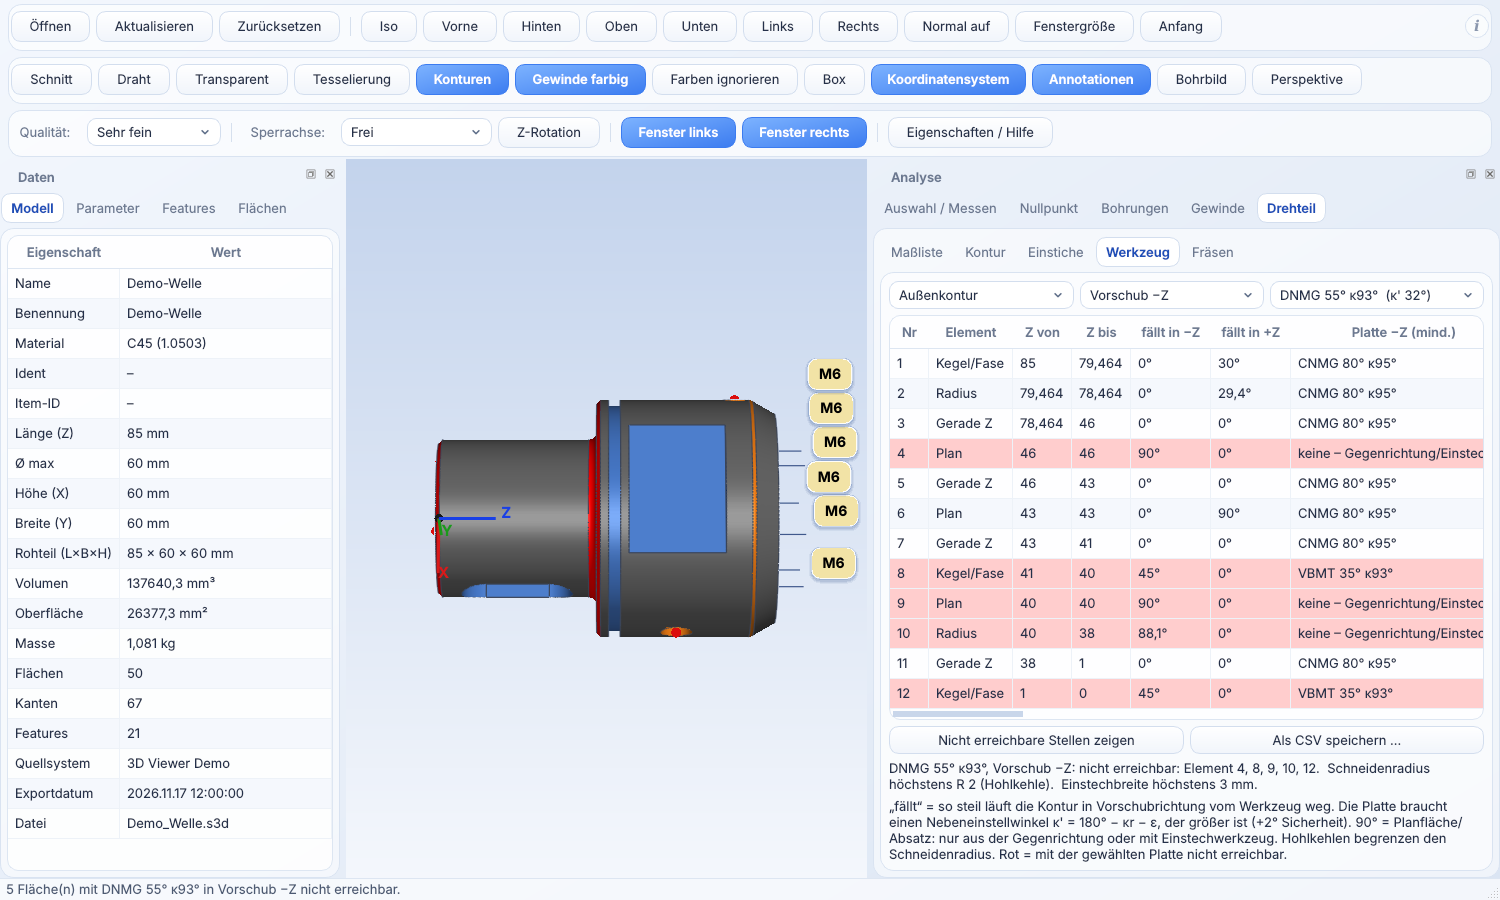 Öffnen Aktualisieren Zurücksetzen Iso Vorne Hinten Oben Unten Links Rechts Normal auf Fenstergröße Anfang i
Schnitt Draht Transparent Tesselierung Konturen Gewinde farbig Farben ignorieren Box Koordinatensystem Annotationen Bohrbild Perspektive
Qualität: Sehr fein Sperrachse: Frei Z-Rotation Fenster links Fenster rechts Eigenschaften / Hilfe
Daten
Modell Parameter Features Flächen
Eigenschaft Wert
Name Demo-Welle
Benennung Demo-Welle
Material C45 (1.0503)
Ident –
Item-ID –
Länge (Z) 85 mm
Ø max 60 mm
Höhe (X) 60 mm
Breite (Y) 60 mm
Rohteil (L×B×H) 85 × 60 × 60 mm
Volumen 137640,3 mm³
Oberfläche 26377,3 mm²
Masse 1,081 kg
Flächen 50
Kanten 67
Features 21
Quellsystem 3D Viewer Demo
Exportdatum 2026.11.17 12:00:00
Datei Demo_Welle.s3d
M6
M6
M6
M6
M6
M6
Z
Y
X
Analyse
Auswahl / Messen Nullpunkt Bohrungen Gewinde Drehteil
Maßliste Kontur Einstiche Werkzeug Fräsen
Außenkontur Vorschub −Z DNMG 55° κ93° (κ' 32°)
Nr Element Z von Z bis fällt in −Z fällt in +Z Platte −Z (mind.)
1 Kegel/Fase 85 79,464 0° 30° CNMG 80° κ95°
2 Radius 79,464 78,464 0° 29,4° CNMG 80° κ95°
3 Gerade Z 78,464 46 0° 0° CNMG 80° κ95°
4 Plan 46 46 90° 0° keine – Gegenrichtung/Einstec
5 Gerade Z 46 43 0° 0° CNMG 80° κ95°
6 Plan 43 43 0° 90° CNMG 80° κ95°
7 Gerade Z 43 41 0° 0° CNMG 80° κ95°
8 Kegel/Fase 41 40 45° 0° VBMT 35° κ93°
9 Plan 40 40 90° 0° keine – Gegenrichtung/Einstec
10 Radius 40 38 88,1° 0° keine – Gegenrichtung/Einstec
11 Gerade Z 38 1 0° 0° CNMG 80° κ95°
12 Kegel/Fase 1 0 45° 0° VBMT 35° κ93°
Nicht erreichbare Stellen zeigen Als CSV speichern ...
DNMG 55° κ93°, Vorschub −Z: nicht erreichbar: Element 4, 8, 9, 10, 12. Schneidenradius
höchstens R 2 (Hohlkehle). Einstechbreite höchstens 3 mm.
„fällt“ = so steil läuft die Kontur in Vorschubrichtung vom Werkzeug weg. Die Platte braucht
einen Nebeneinstellwinkel κ' = 180° − κr − ε, der größer ist (+2° Sicherheit). 90° = Planfläche/
Absatz: nur aus der Gegenrichtung oder mit Einstechwerkzeug. Hohlkehlen begrenzen den
Schneidenradius. Rot = mit der gewählten Platte nicht erreichbar.
5 Fläche(n) mit DNMG 55° κ93° in Vorschub −Z nicht erreichbar.